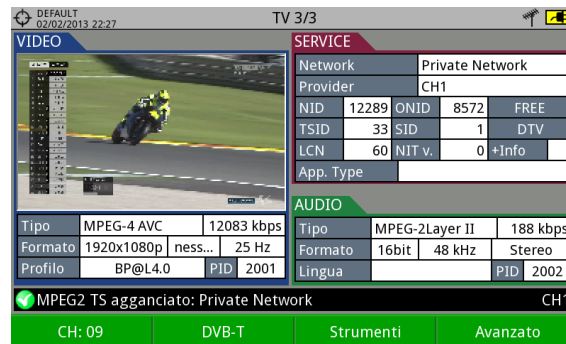 DEFAULT
02/02/2013 22:27
TV 3/3
VIDEO
Tipo MPEG-4 AVC 12083 kbps
Formato 1920x1080p ness... 25 Hz
Profilo BP@L4.0 PID 2001
SERVICE
Network Private Network
Provider CH1
NID 12289 ONID 8572 FREE
TSID 33 SID 1 DTV
LCN 60 NIT v. 0 +Info
App. Type
AUDIO
Tipo MPEG-2Layer II 188 kbps
Formato 16bit 48 kHz Stereo
Lingua PID 2002
MPEG2 TS agganciato: Private Network CH1
CH: 09 DVB-T Strumenti Avanzato